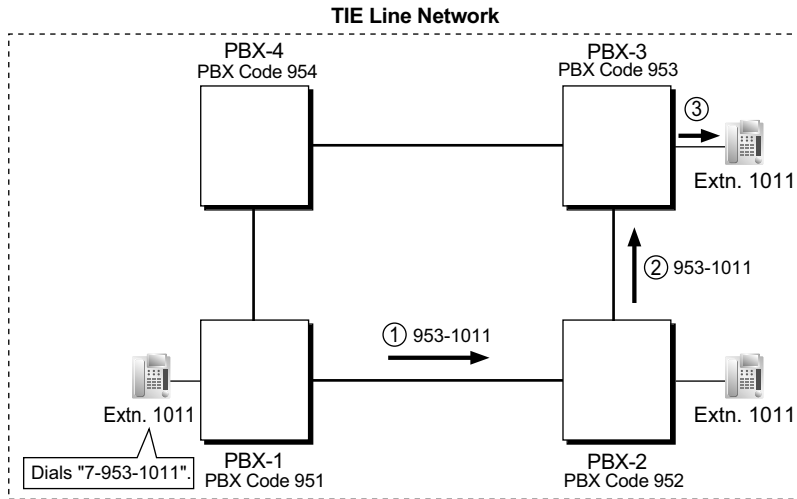 TIE Line Network
PBX-4
PBX Code 954
PBX-3
PBX Code 953
③
Extn. 1011
② 953-1011
① 953-1011
Extn. 1011
Extn. 1011
Dials "7-953-1011".
PBX-1
PBX Code 951
PBX-2
PBX Code 952